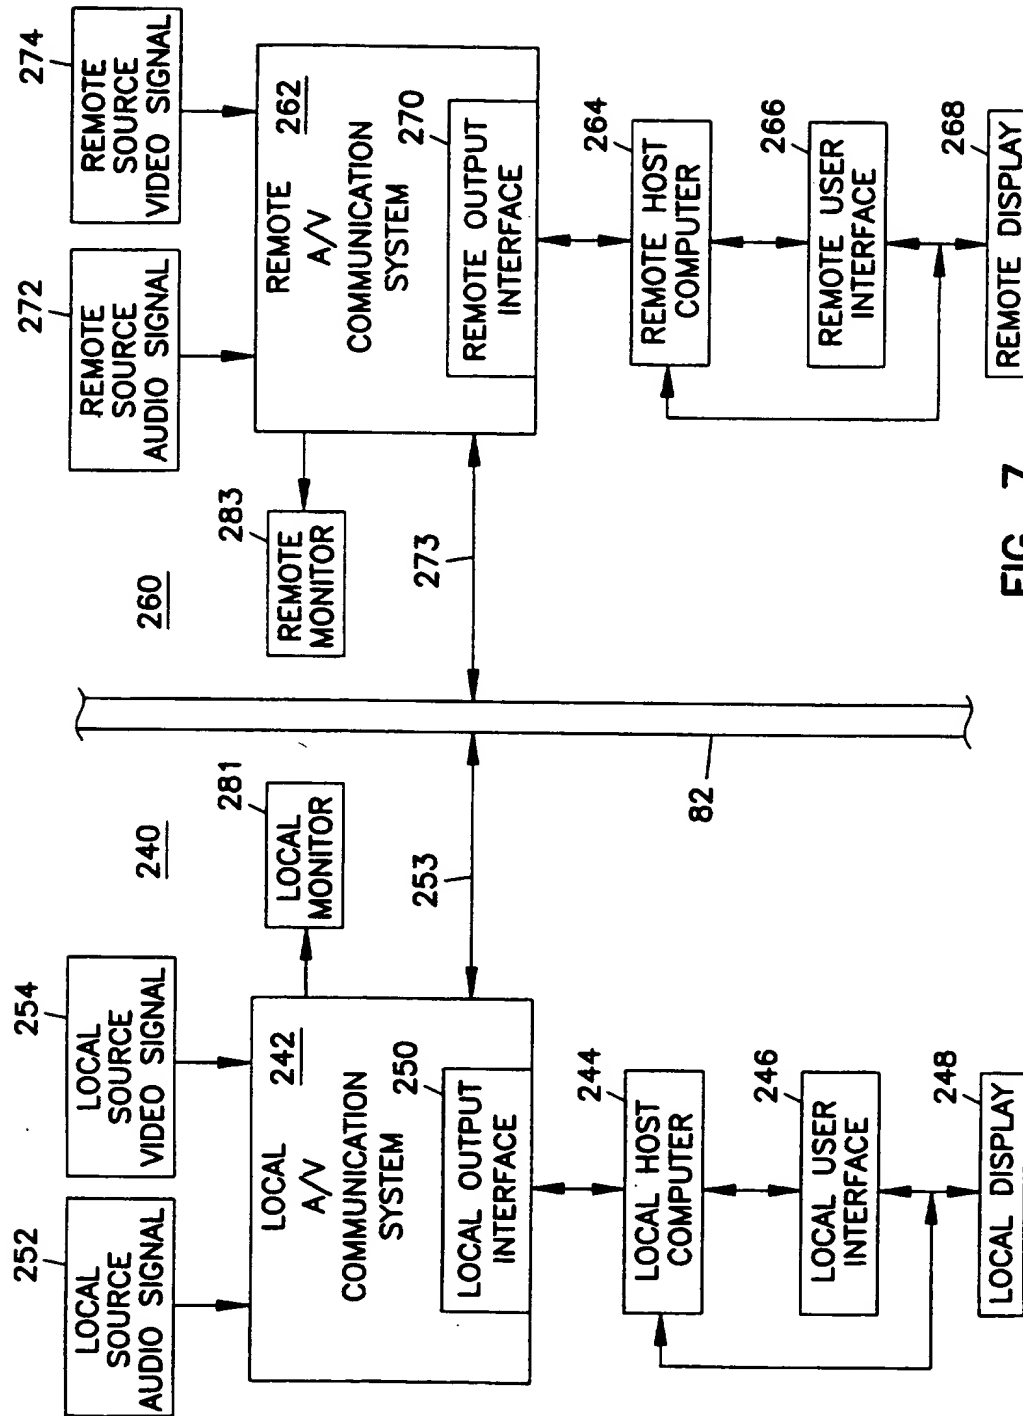 252
LOCAL
SOURCE
AUDIO SIGNAL
254
LOCAL
SOURCE
VIDEO SIGNAL
240
LOCAL
A/V
COMMUNICATION
SYSTEM
242
281
LOCAL
MONITOR
250
LOCAL OUTPUT
INTERFACE
253
244
LOCAL HOST
COMPUTER
246
LOCAL USER
INTERFACE
248
LOCAL DISPLAY
82
260
272
REMOTE
SOURCE
AUDIO SIGNAL
274
REMOTE
SOURCE
VIDEO SIGNAL
283
REMOTE
MONITOR
REMOTE
A/V
COMMUNICATION
SYSTEM
262
270
REMOTE OUTPUT
INTERFACE
273
264
REMOTE HOST
COMPUTER
266
REMOTE USER
INTERFACE
268
REMOTE DISPLAY
FIG. 7